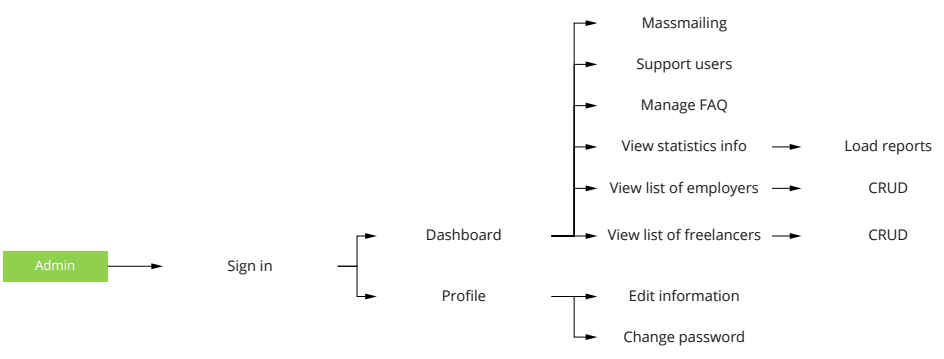 Massmailing
Support users
Manage FAQ
View statistics info
Load reports
View list of employers
CRUD
Dashboard
View list of freelancers
CRUD
Admin
Sign in
Profile
Edit information
Change password